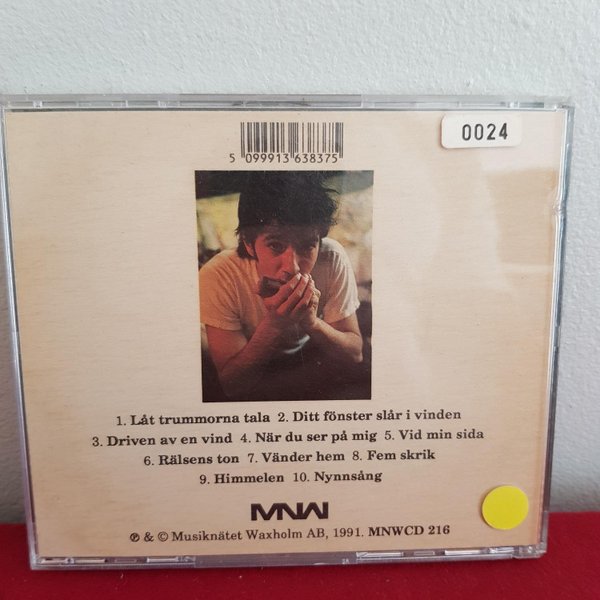 0024
5 099913 638375
1. Låt trummorna tala 2. Ditt fönster slår i vinden
3. Driven av en vind 4. När du ser på mig 5. Vid min sida
6. Rälsens ton 7. Vänder hem 8. Fem skrik
9. Himmelen 10. Nynnsång
MNW
℗ & © Musiknätet Waxholm AB, 1991. MNWCD 216